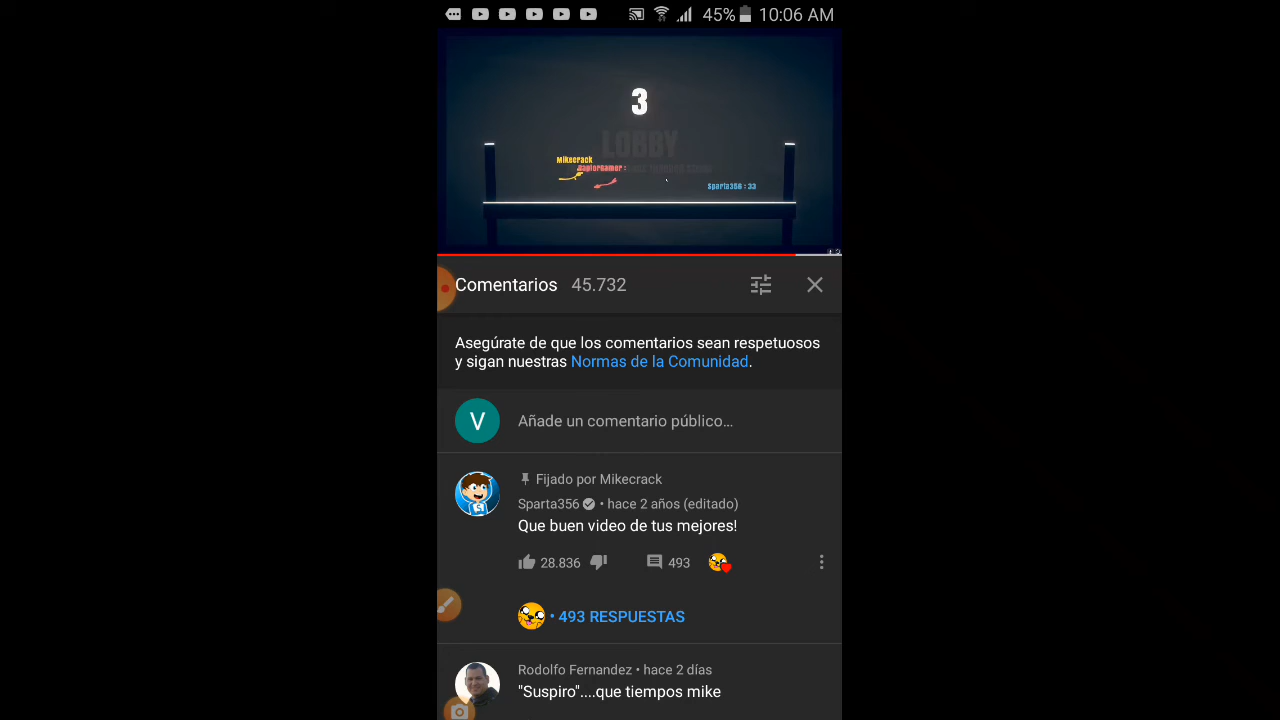 45% 10:06 AM
3
LOBBY
Mikecrack
RaptorGamer :
Sparta356 : 33
Comentarios 45.732
Asegúrate de que los comentarios sean respetuosos
y sigan nuestras Normas de la Comunidad.
V
Añade un comentario público...
Fijado por Mikecrack
Sparta356 • hace 2 años (editado)
Que buen video de tus mejores!
28.836 493
• 493 RESPUESTAS
Rodolfo Fernandez • hace 2 días
"Suspiro"....que tiempos mike